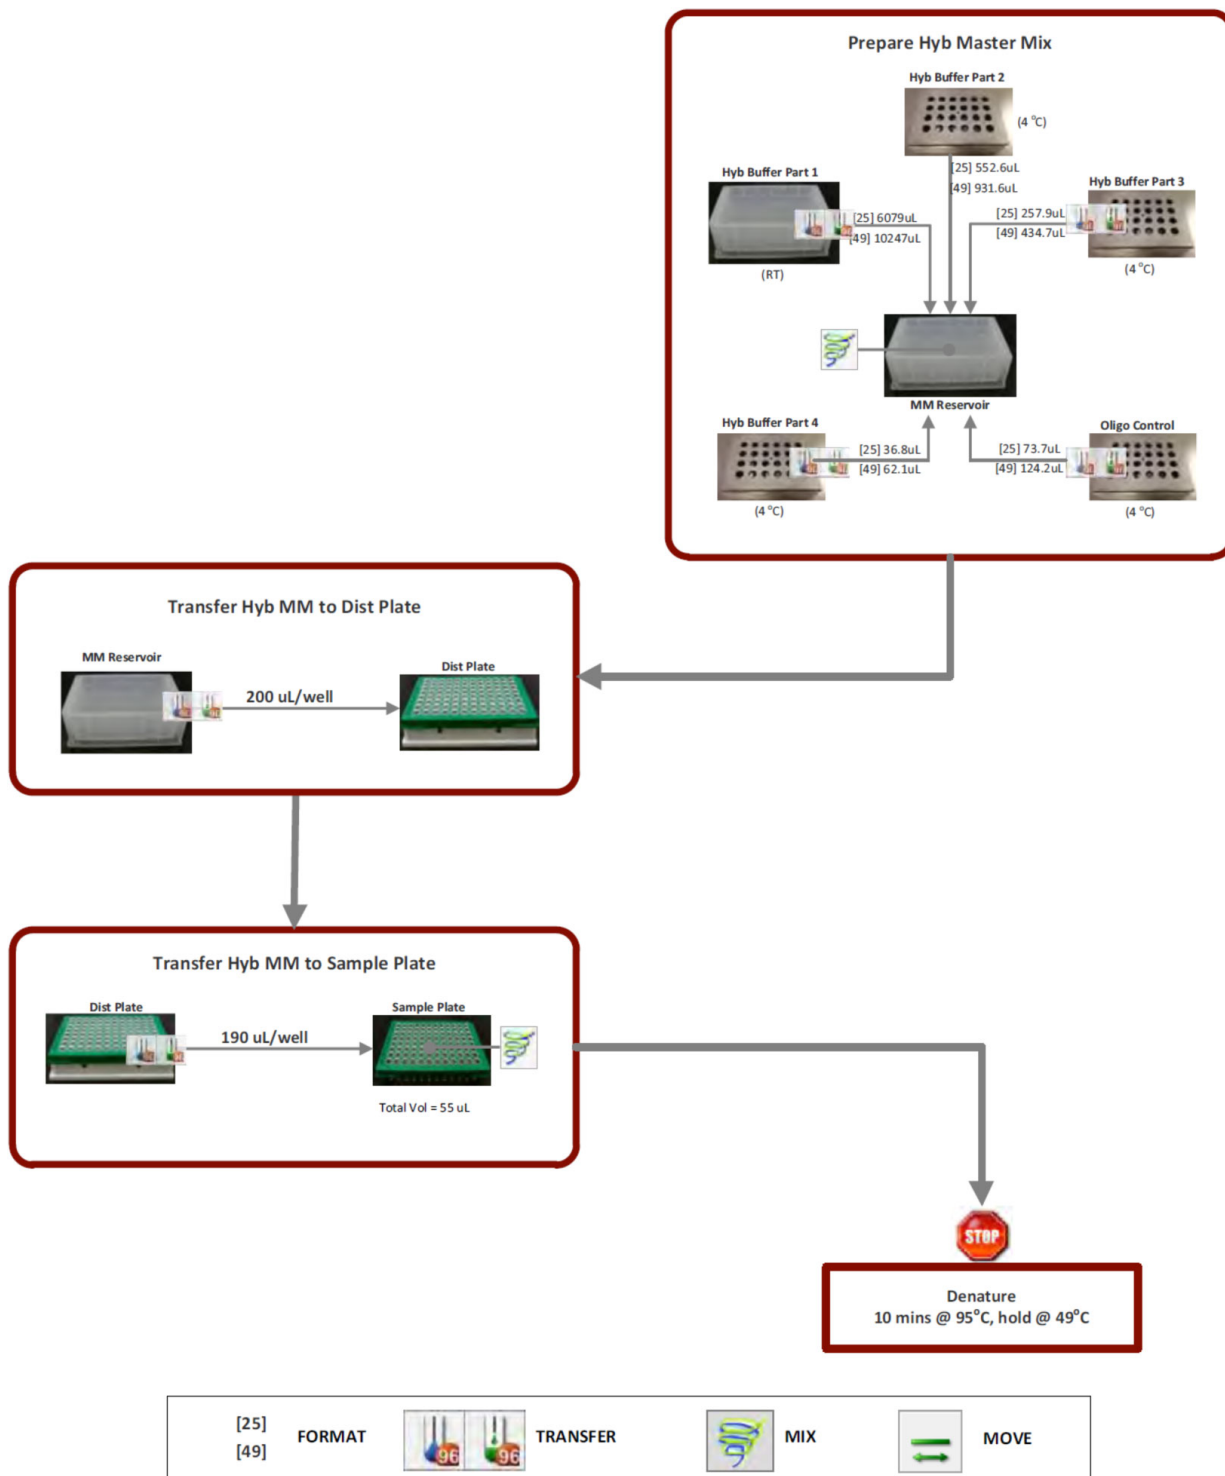 Prepare Hyb Master Mix
Hyb Buffer Part 2
(4 °C)
[25] 552.6uL
[49] 931.6uL
Hyb Buffer Part 1
[25] 6079uL
[49] 10247uL
(RT)
Hyb Buffer Part 3
[25] 257.9uL
[49] 434.7uL
(4 °C)
MM Reservoir
Hyb Buffer Part 4
[25] 36.8uL
[49] 62.1uL
(4 °C)
Oligo Control
[25] 73.7uL
[49] 124.2uL
(4 °C)
Transfer Hyb MM to Dist Plate
MM Reservoir
200 uL/well
Dist Plate
Transfer Hyb MM to Sample Plate
Dist Plate
190 uL/well
Sample Plate
Total Vol = 55 uL
STOP
Denature
10 mins @ 95°C, hold @ 49°C
[25]
[49]
FORMAT
96
96
TRANSFER
MIX
MOVE